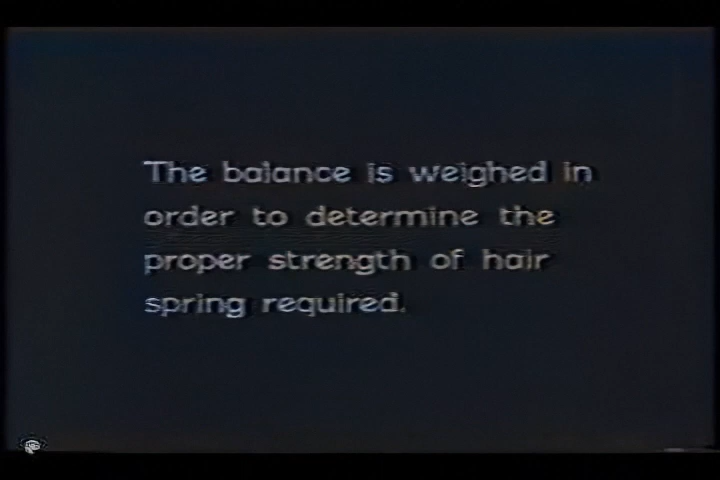 The balance is weighed in
order to determine the
proper strength of hair
spring required.